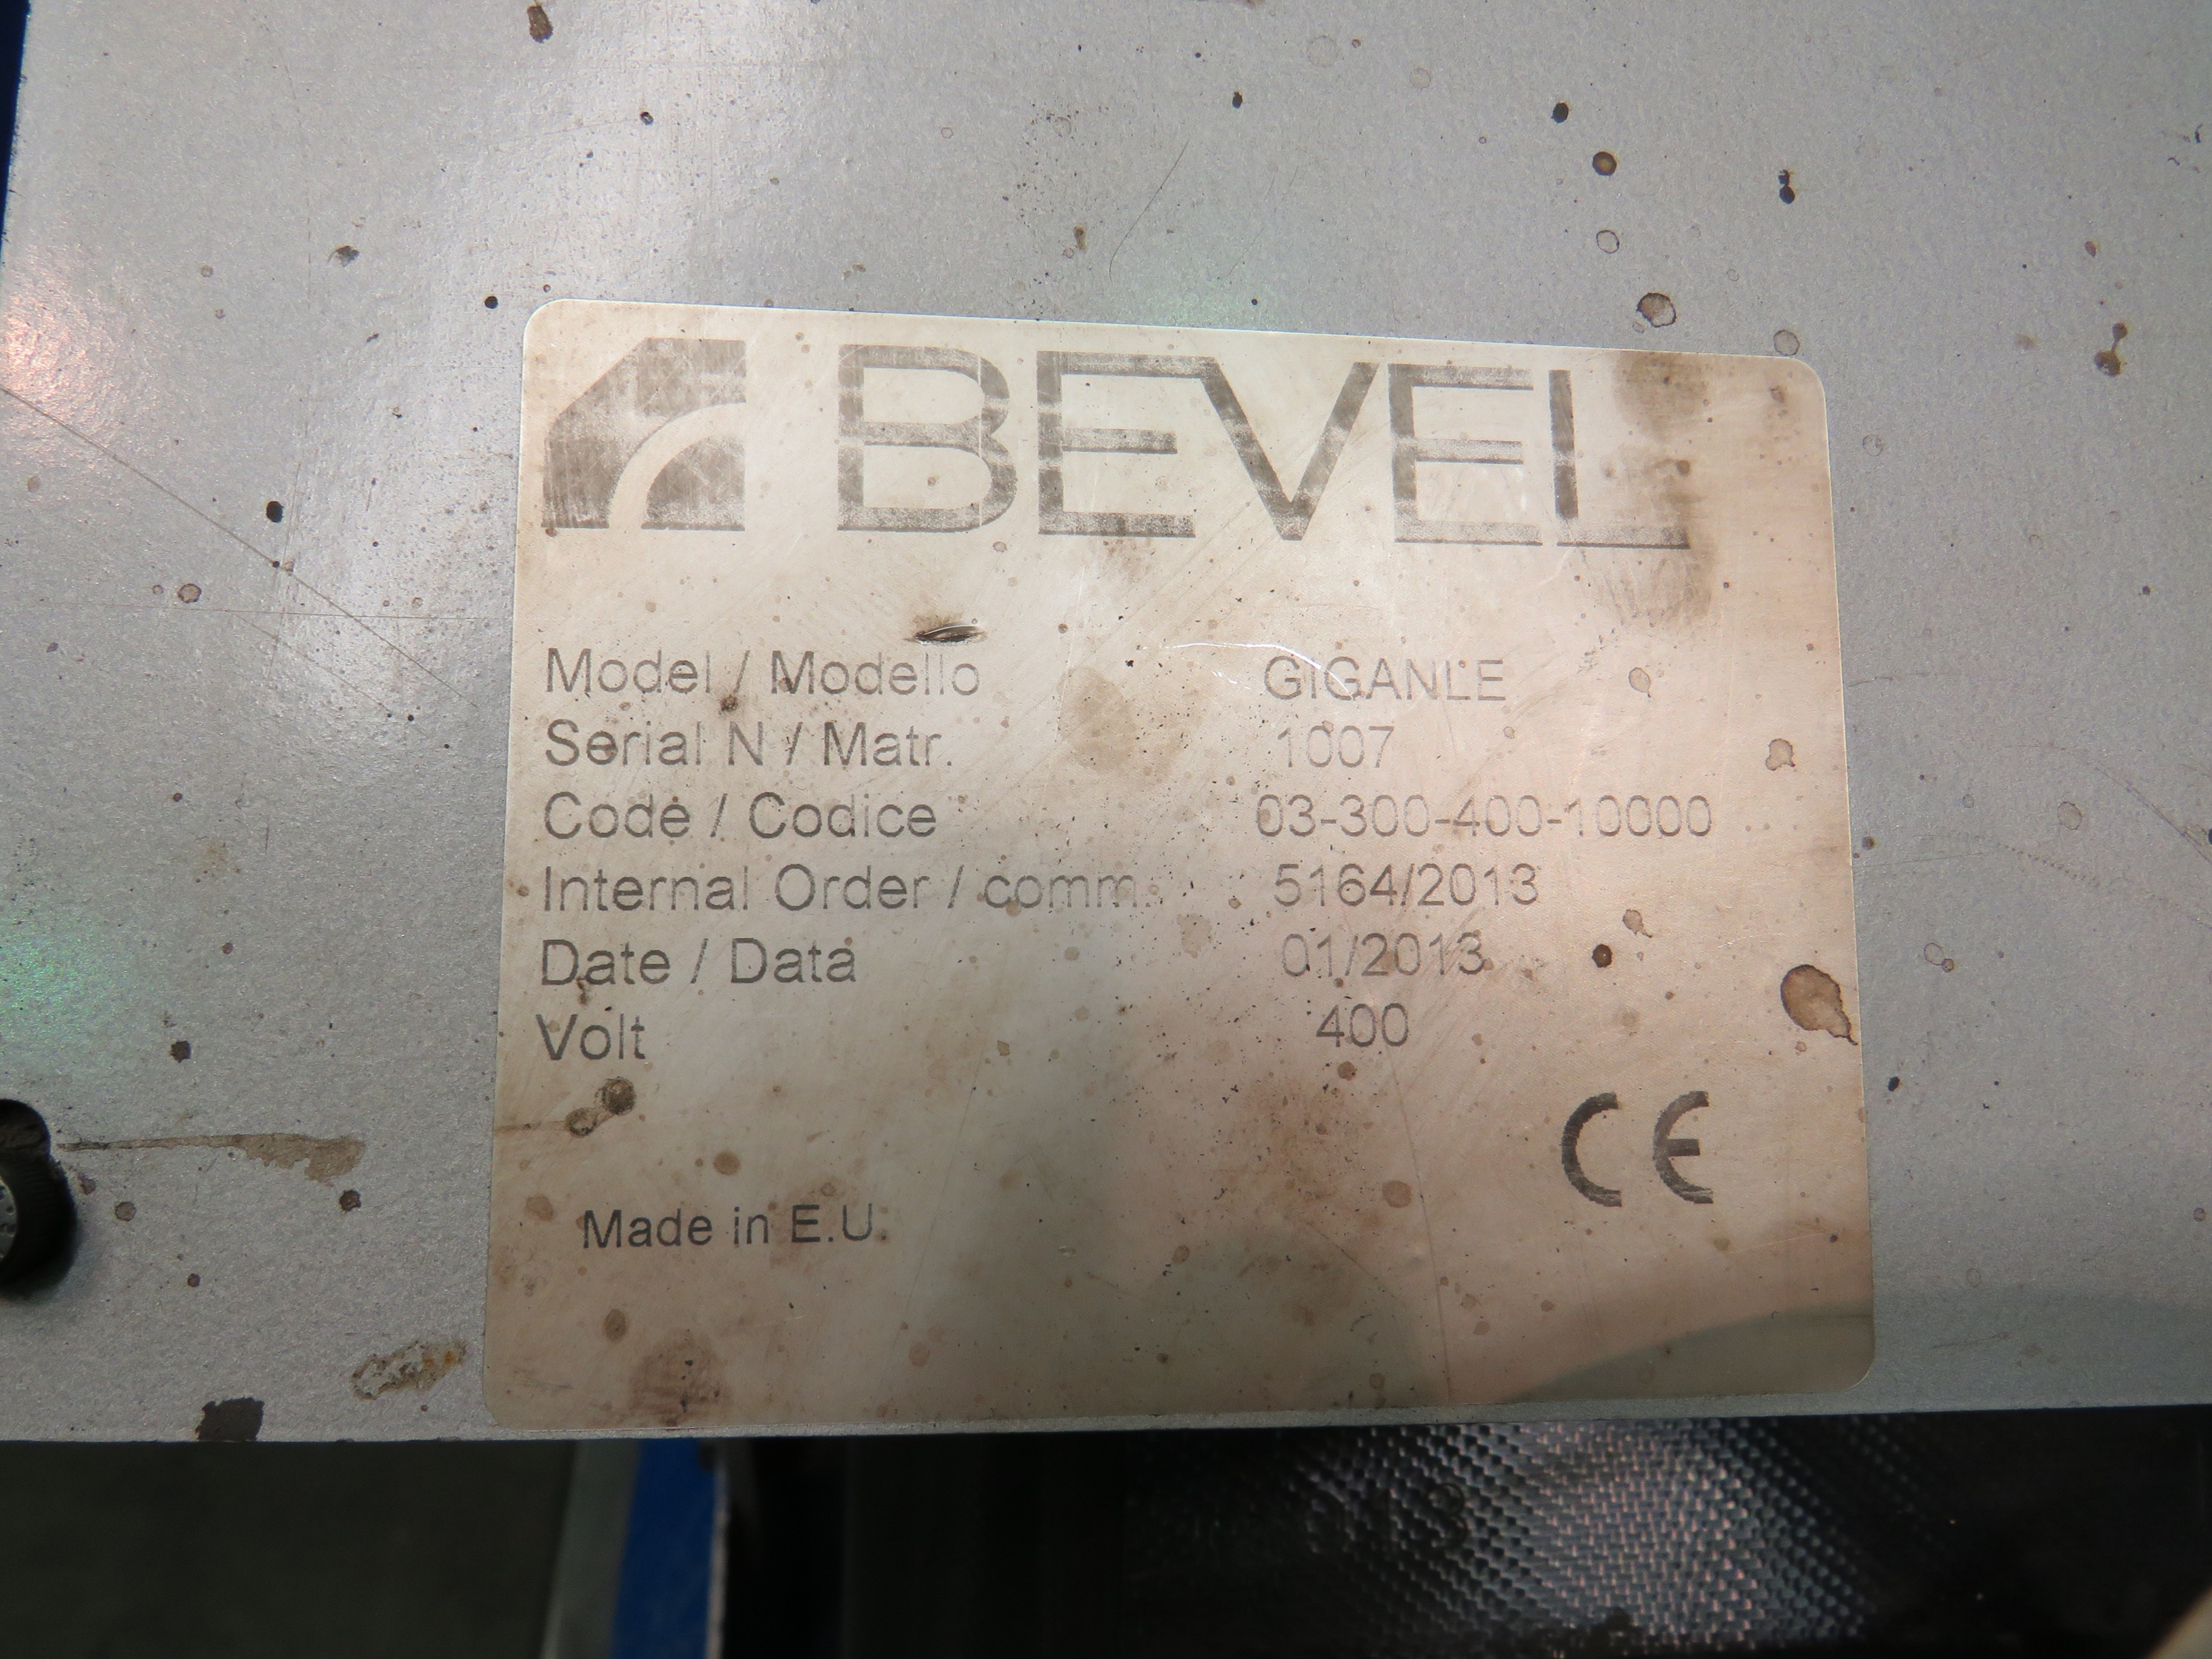 BEVEL
Model / Modello GIGANLE
Serial N / Matr. 1007
Code / Codice 03-300-400-10000
Internal Order / comm. 5164/2013
Date / Data 01/2013
Volt 400
CE
Made in E.U.